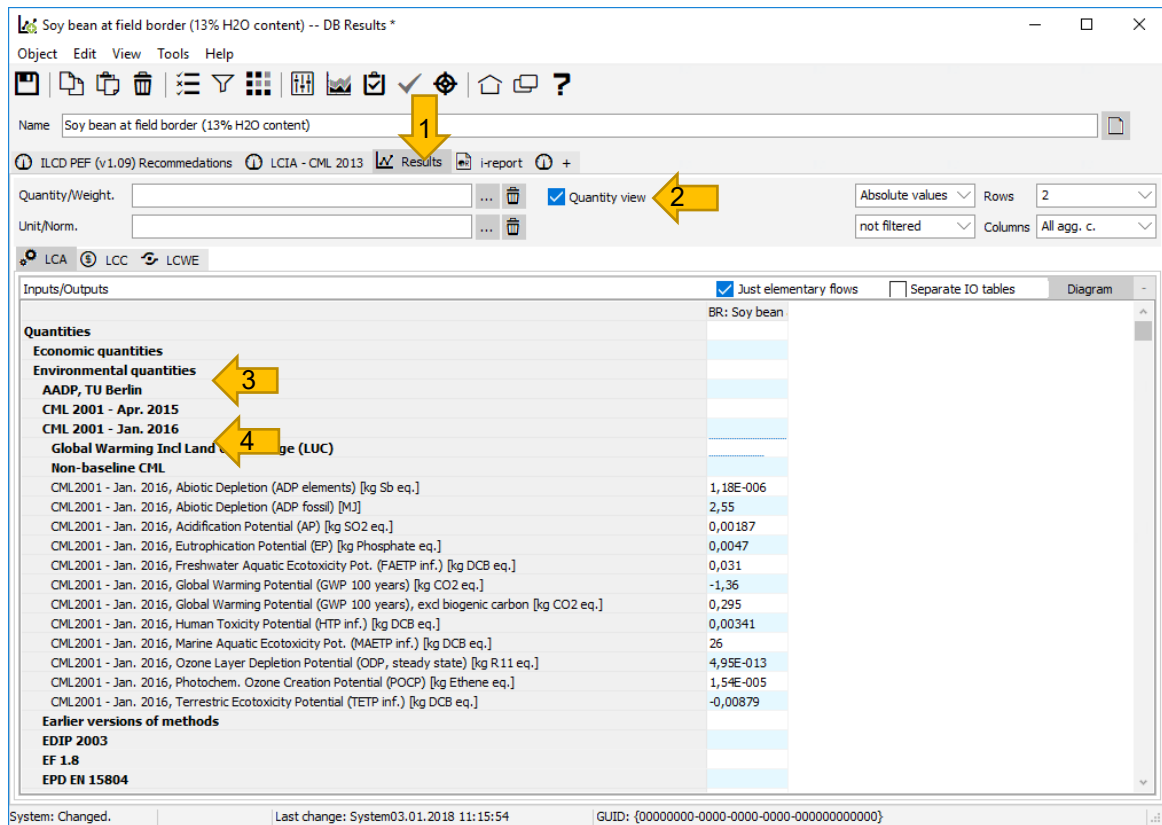 Soy bean at field border (13% H2O content) -- DB Results *
Object Edit View Tools Help
Name Soy bean at field border (13% H2O content)
1
ILCD PEF (v1.09) Recommedations LCIA - CML 2013 Results i-report +
Quantity/Weight. ... Quantity view 2 Absolute values Rows 2
Unit/Norm. ... not filtered Columns All agg. c.
LCA LCC LCWE
Inputs/Outputs Just elementary flows Separate IO tables Diagram -
BR: Soy bean
Quantities
Economic quantities
Environmental quantities
3
AADP, TU Berlin
CML 2001 - Apr. 2015
CML 2001 - Jan. 2016
4
Global Warming Incl Land ge (LUC)
Non-baseline CML
CML2001 - Jan. 2016, Abiotic Depletion (ADP elements) [kg Sb eq.] 1,18E-006
CML2001 - Jan. 2016, Abiotic Depletion (ADP fossil) [MJ] 2,55
CML2001 - Jan. 2016, Acidification Potential (AP) [kg SO2 eq.] 0,00187
CML2001 - Jan. 2016, Eutrophication Potential (EP) [kg Phosphate eq.] 0,0047
CML2001 - Jan. 2016, Freshwater Aquatic Ecotoxicity Pot. (FAETP inf.) [kg DCB eq.] 0,031
CML2001 - Jan. 2016, Global Warming Potential (GWP 100 years) [kg CO2 eq.] -1,36
CML2001 - Jan. 2016, Global Warming Potential (GWP 100 years), excl biogenic carbon [kg CO2 eq.] 0,295
CML2001 - Jan. 2016, Human Toxicity Potential (HTP inf.) [kg DCB eq.] 0,00341
CML2001 - Jan. 2016, Marine Aquatic Ecotoxicity Pot. (MAETP inf.) [kg DCB eq.] 26
CML2001 - Jan. 2016, Ozone Layer Depletion Potential (ODP, steady state) [kg R11 eq.] 4,95E-013
CML2001 - Jan. 2016, Photochem. Ozone Creation Potential (POCP) [kg Ethene eq.] 1,54E-005
CML2001 - Jan. 2016, Terrestric Ecotoxicity Potential (TETP inf.) [kg DCB eq.] -0,00879
Earlier versions of methods
EDIP 2003
EF 1.8
EPD EN 15804
System: Changed. Last change: System03.01.2018 11:15:54 GUID: {00000000-0000-0000-0000-000000000000}